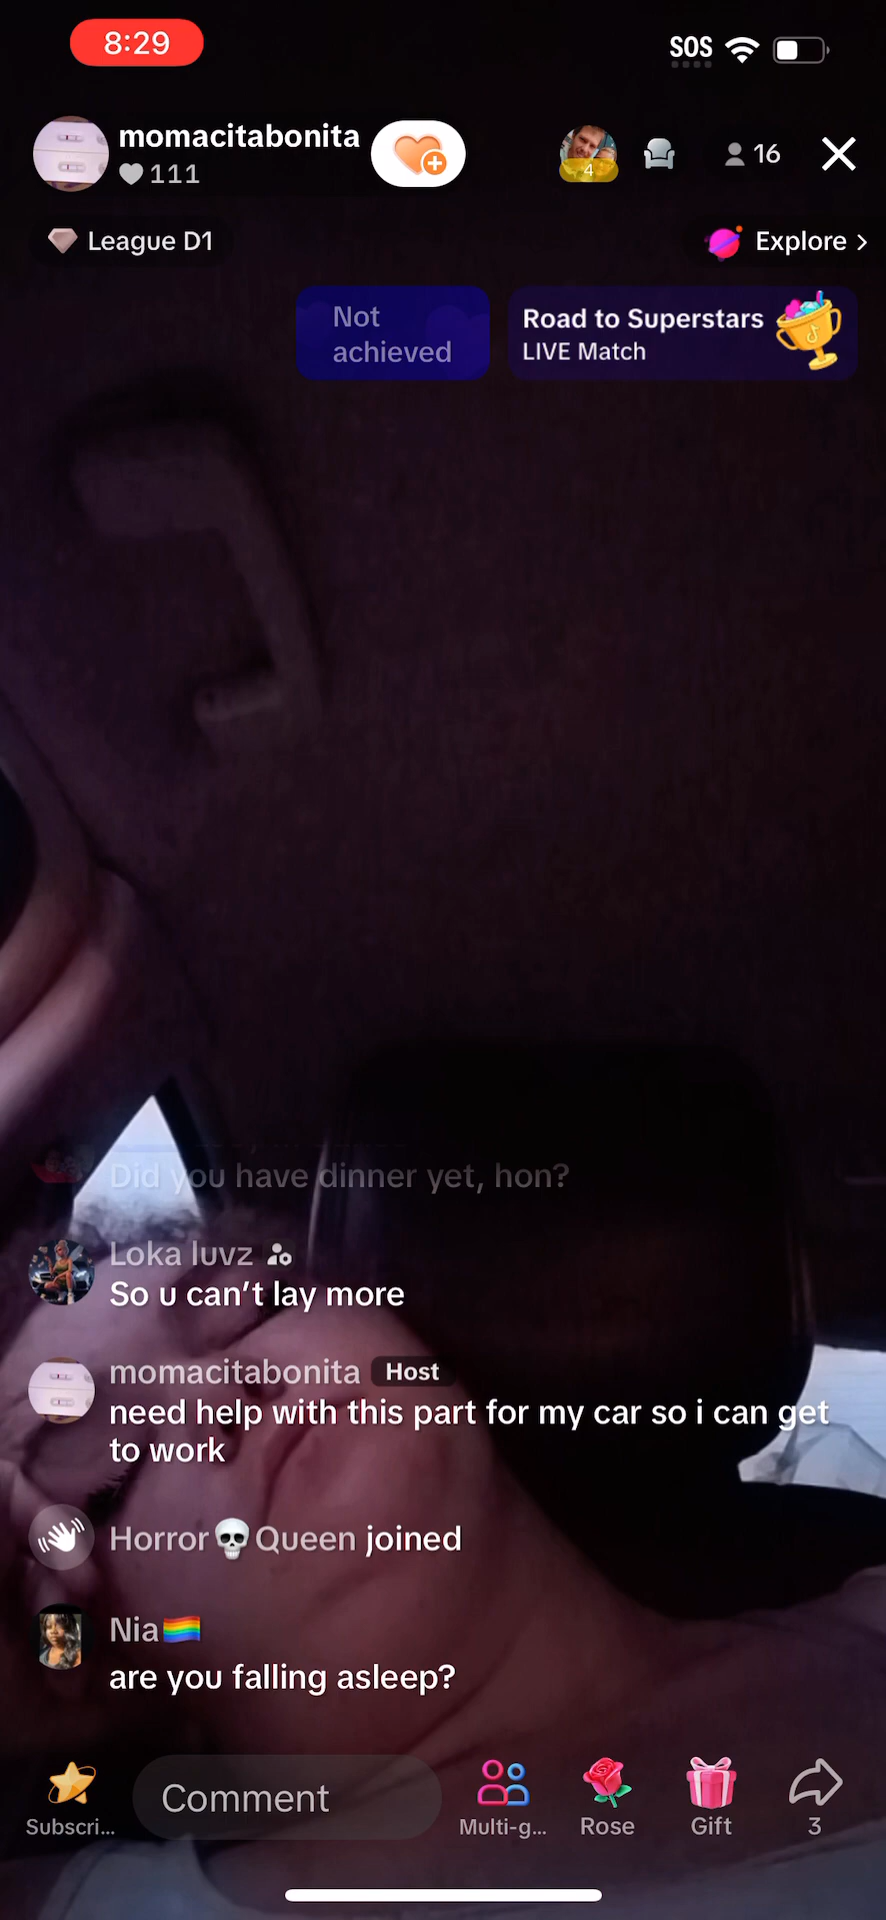 8:29
SOS
momacitabonita
111
4
16
League D1
Explore >
Not
achieved
Road to Superstars
LIVE Match
Did you have dinner yet, hon?
Loka luvz
So u can't lay more
momacitabonita Host
need help with this part for my car so i can get
to work
Horror💀Queen joined
Nia🏳️‍🌈
are you falling asleep?
Comment
Subscri...
Multi-g...
Rose
Gift
3